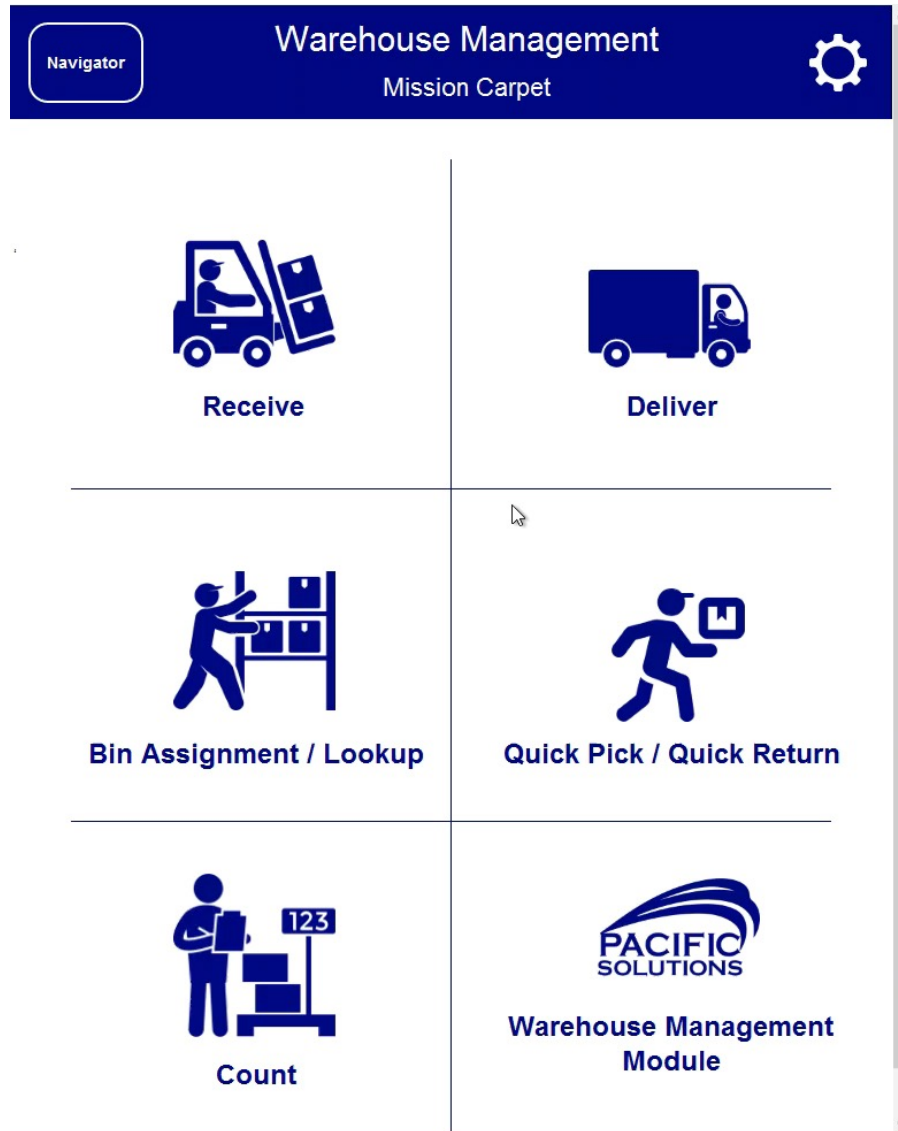 Navigator
Warehouse Management
Mission Carpet
Receive
Deliver
Bin Assignment / Lookup
Quick Pick / Quick Return
123
Count
PACIFIC
SOLUTIONS
Warehouse Management
Module